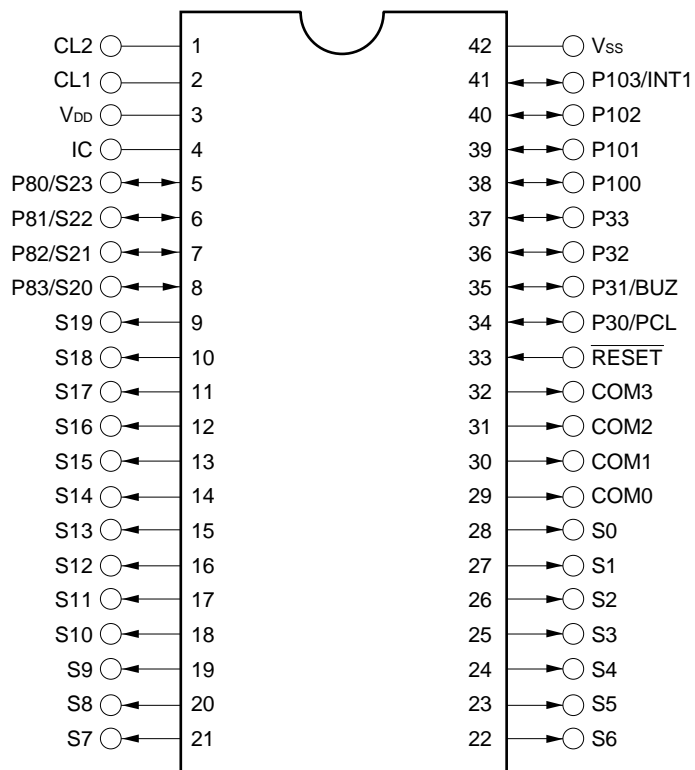 CL2 1 42 Vss
CL1 2 41 P103/INT1
VDD 3 40 P102
IC 4 39 P101
P80/S23 5 38 P100
P81/S22 6 37 P33
P82/S21 7 36 P32
P83/S20 8 35 P31/BUZ
S19 9 34 P30/PCL
S18 10 33 RESET
S17 11 32 COM3
S16 12 31 COM2
S15 13 30 COM1
S14 14 29 COM0
S13 15 28 S0
S12 16 27 S1
S11 17 26 S2
S10 18 25 S3
S9 19 24 S4
S8 20 23 S5
S7 21 22 S6